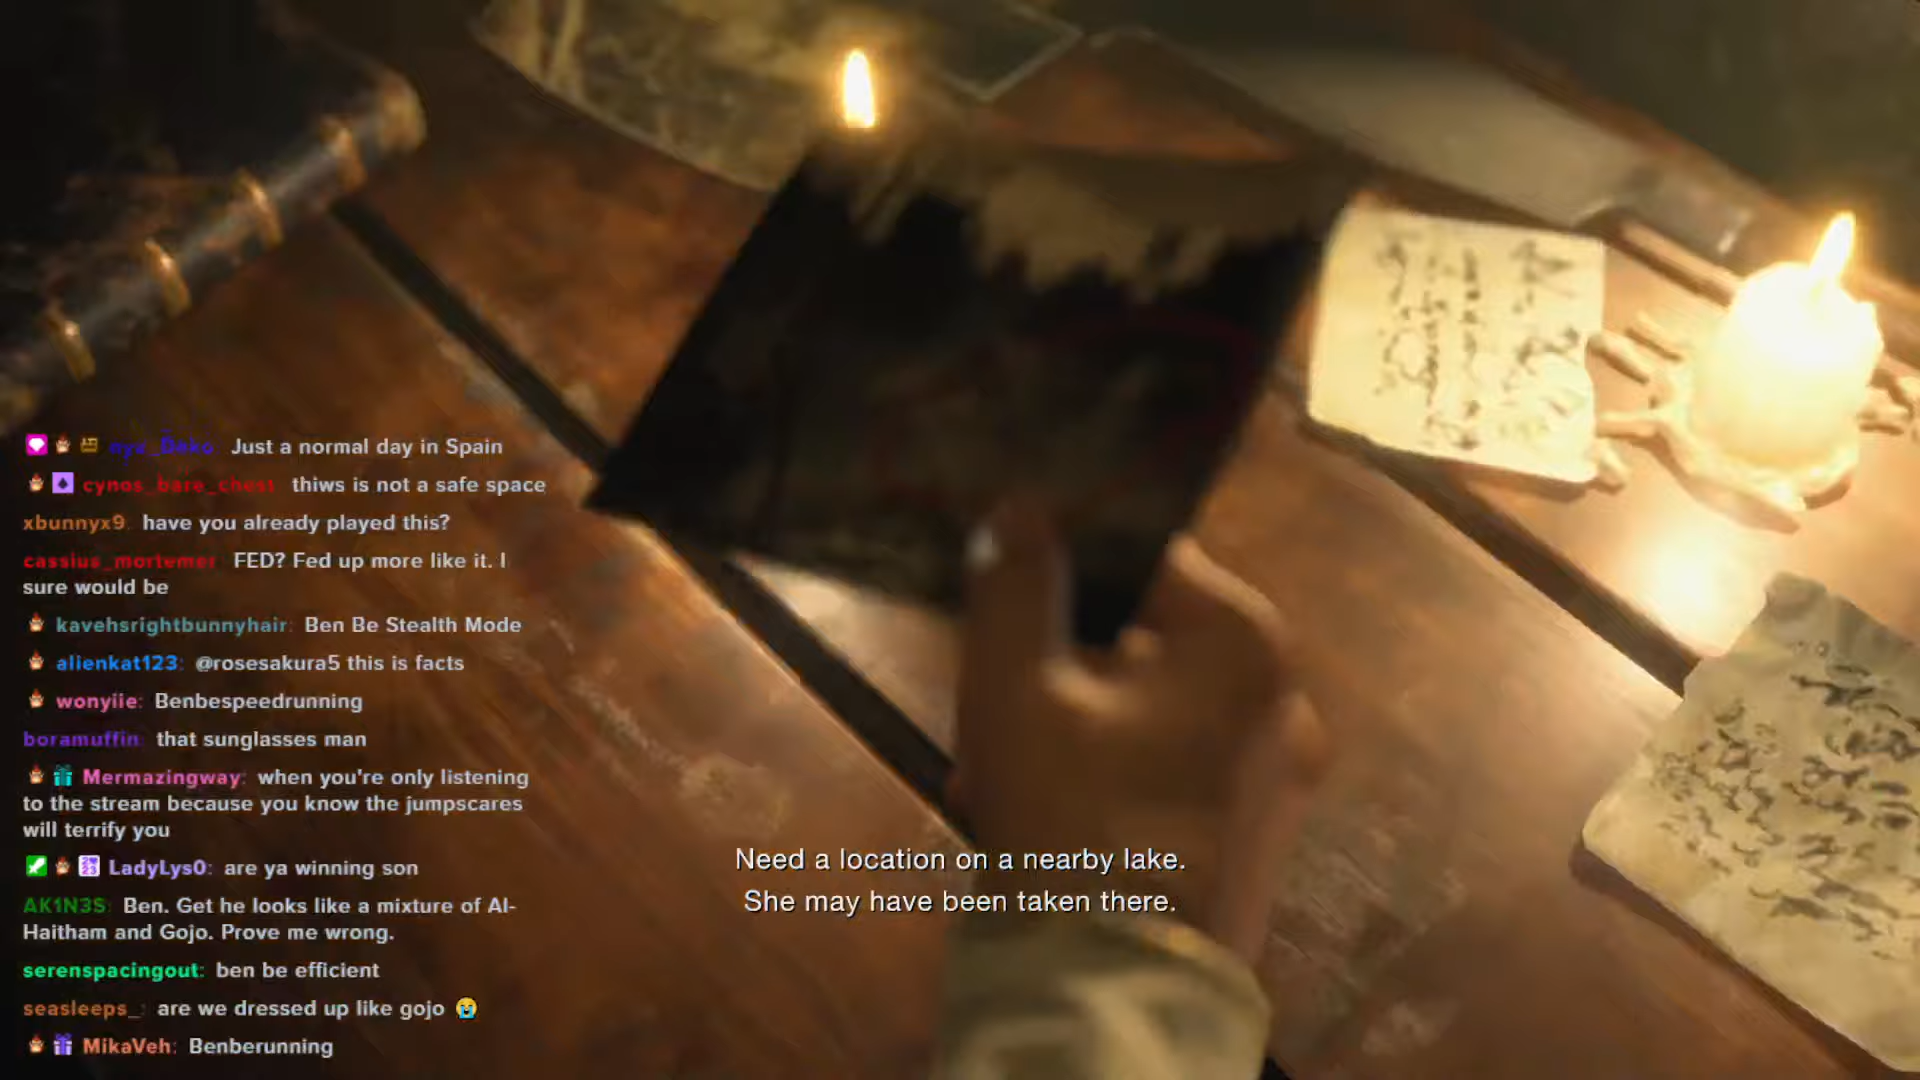 nyx_Deko: Just a normal day in Spain
cynos_bare_chest: thiws is not a safe space
xbunnyx9: have you already played this?
cassius_mortemer: FED? Fed up more like it. I
sure would be
kavehsrightbunnyhair: Ben Be Stealth Mode
alienkat123: @rosesakura5 this is facts
wonyiie: Benbespeedrunning
boramuffin: that sunglasses man
Mermazingway: when you're only listening
to the stream because you know the jumpscares
will terrify you
LadyLys0: are ya winning son
AK1N3S: Ben. Get he looks like a mixture of Al-
Haitham and Gojo. Prove me wrong.
serenspacingout: ben be efficient
seasleeps_: are we dressed up like gojo 😭
MikaVeh: Benberunning
Need a location on a nearby lake.
She may have been taken there.